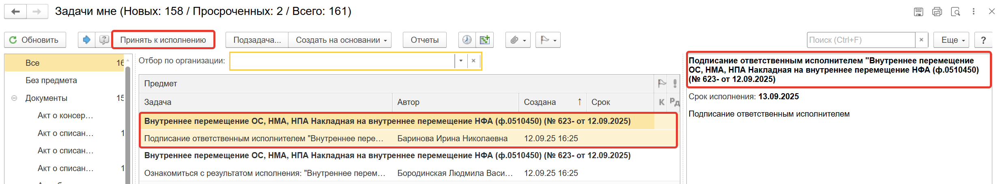 Задачи мне (Новых: 158 / Просроченных: 2 / Всего: 161)
Обновить
Принять к исполнению
Подзадача...
Создать на основании
Отчеты
Поиск (Ctrl+F)
×
Еще
?
Все 16
Без предмета
Документы 15
Акт о консер…
Акт о списан… 1
Акт о списан…
Акт о списан… 1
Отбор по организации:
×
Предмет
Задача Автор Создана ↑ Срок К РД
Внутреннее перемещение ОС, НМА, НПА Накладная на внутреннее перемещение НФА (ф.0510450) (№ 623- от 12.09.2025)
Подписание ответственным исполнителем "Внутреннее пере… Баринова Ирина Николаевна 12.09.25 16:25
Внутреннее перемещение ОС, НМА, НПА Накладная на внутреннее перемещение НФА (ф.0510450) (№ 623- от 12.09.2025)
Ознакомиться с результатом исполнения: "Внутреннее перем… Бородинская Людмила Васи… 12.09.25 16:25
Подписание ответственным исполнителем "Внутреннее перемещение
ОС, НМА, НПА Накладная на внутреннее перемещение НФА (ф.0510450)
(№ 623- от 12.09.2025)
Срок исполнения: 13.09.2025
Подписание ответственным исполнителем